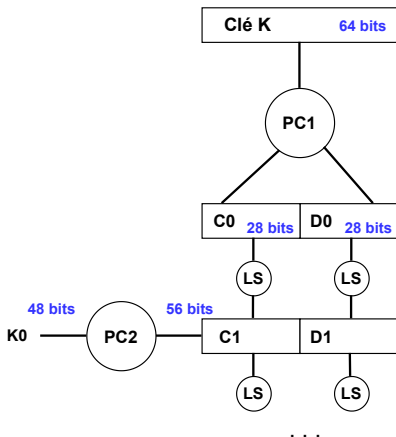 Clé K 64 bits
PC1
C0 28 bits D0 28 bits
LS LS
48 bits 56 bits
K0 PC2 C1 D1
LS LS
. . .